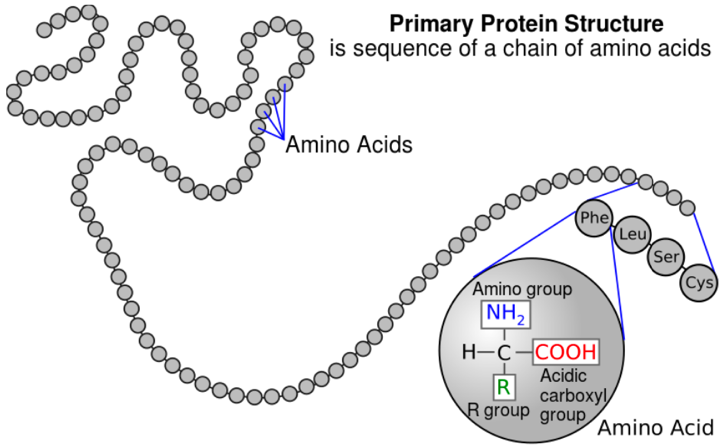 Primary Protein Structure
is sequence of a chain of amino acids
Amino Acids
Phe
Leu
Ser
Cys
Amino group
NH₂
H C COOH
R
Acidic
carboxyl
group
R group
Amino Acid